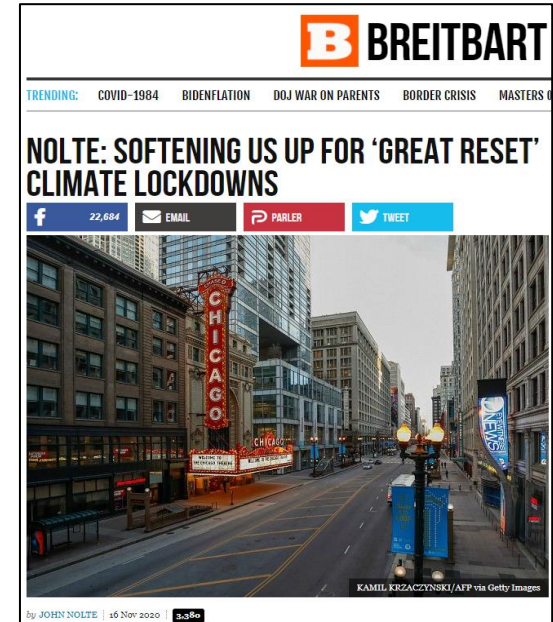 B BREITBART
TRENDING: COVID-1984 BIDENFLATION DOJ WAR ON PARENTS BORDER CRISIS MASTERS
NOLTE: SOFTENING US UP FOR ‘GREAT RESET’
CLIMATE LOCKDOWNS
f 22,684 EMAIL PARLER TWEET
CHICAGO
CHICAGO
WELCOME TO
THE CHICAGO THEATRE
NEWS
KAMIL KRZACZYNSKI/AFP via Getty Images
by JOHN NOLTE | 16 Nov 2020 | 3,380